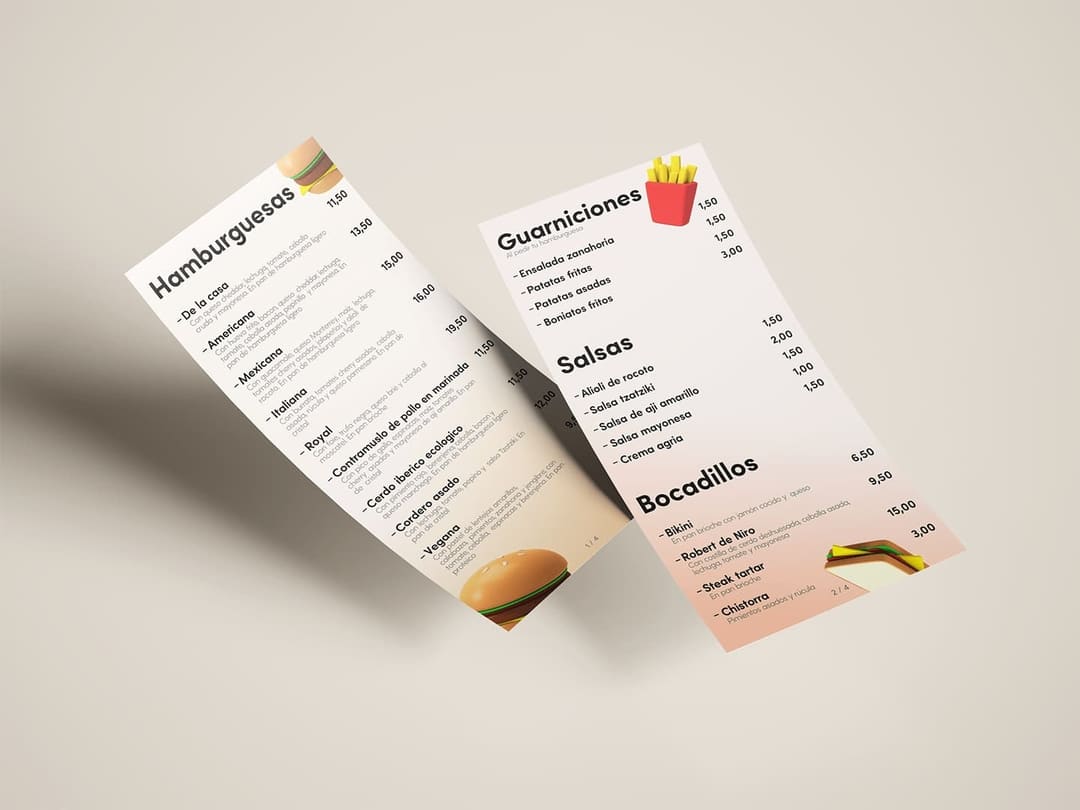 Hamburguesas
- De la casa 11,50
Con queso cheddar, lechuga, tomate, cebolla
cruda y mayonesa. En pan de hamburguesa ligero
- Americana 13,50
Con huevo frito, bacon, queso cheddar, lechuga,
tomate, cebolla asada, pepinillo y mayonesa. En
pan de hamburguesa ligero
- Mexicana 15,00
Con guacamole, queso Monterey, maíz, lechuga,
tomates cherry asados, jalapeños y alioli de
rocoto. En pan de hamburguesa ligero
- Italiana 16,00
Con burrata, tomates cherry asados, cebolla
asada, rúcula y queso parmesano. En pan de
cristal
- Royal 19,50
Con foie, trufa negra, queso brie y cebolla al
moscatel. En pan brioche
- Contramuslo de pollo en marinada 11,50
Con pico de gallo, espinacas, maíz, tomates
cherry asados y mayonesa de ají amarillo. En pan
de cristal
- Cerdo iberico ecologico 11,50
Con pimiento rojo, berenjena, cebolla, bacon y
queso manchego. En pan de hamburguesa ligero
- Cordero asado 12,00
Con lechuga, tomate, pepino y salsa Tzatziki. En
pan de cristal
- Vegana
Con pastel de lentejas amarillas,
calabaza, pimientos, zanahoria y jengibre, con
tomate, cebolla, espinacas y berenjena. En pan
proteico
1 / 4
Guarniciones
Al pedir tu hamburguesa
- Ensalada zanahoria 1,50
- Patatas fritas 1,50
- Patatas asadas 1,50
- Boniatos fritos 3,00
Salsas
- Alioli de rocoto 1,50
- Salsa tzatziki 2,00
- Salsa de aji amarillo 1,50
- Salsa mayonesa 1,00
- Crema agria 1,50
Bocadillos
- Bikini 6,50
En pan brioche con jamón cocido y queso
- Robert de Niro 9,50
Con costilla de cerdo deshuesada, cebolla asada,
lechuga, tomate y mayonesa
- Steak tartar 15,00
En pan brioche
- Chistorra 3,00
Pimientos asados y rucula
2 / 4